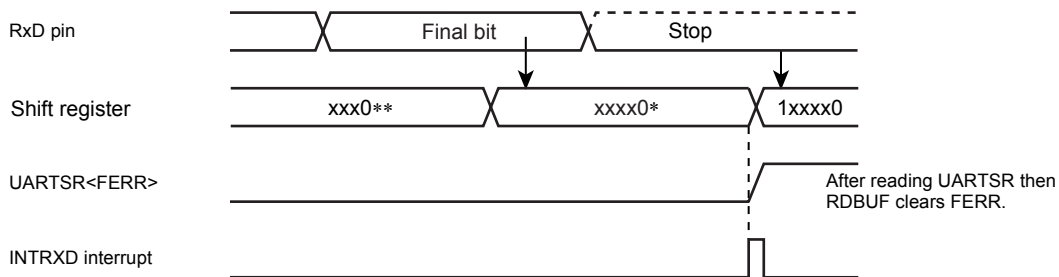 RxD pin
Final bit
Stop
Shift register
xxx0**
xxxx0*
1xxxx0
UARTSR<FERR>
After reading UARTSR then
RDBUF clears FERR.
INTRXD interrupt